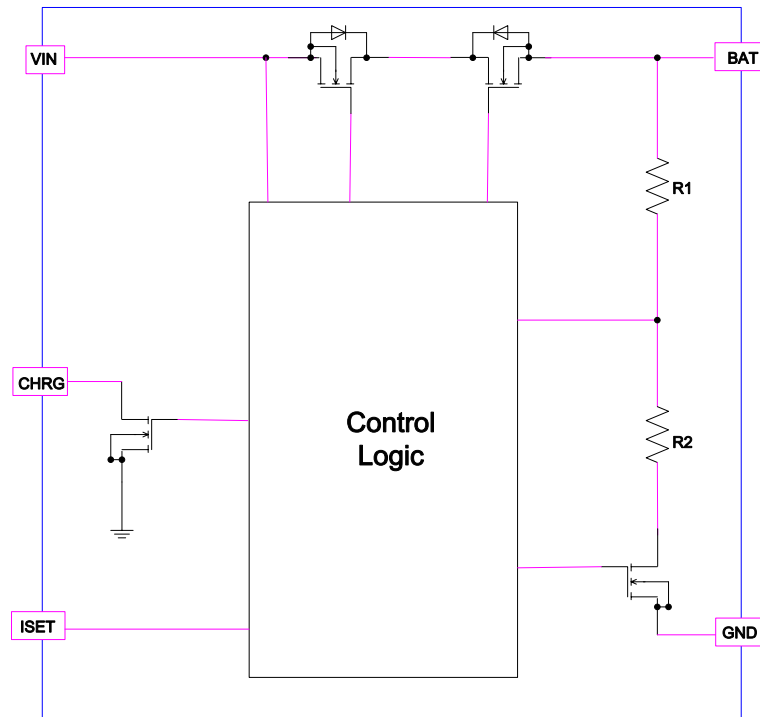 VIN
BAT
R1
CHRG
Control
Logic
R2
ISET
GND